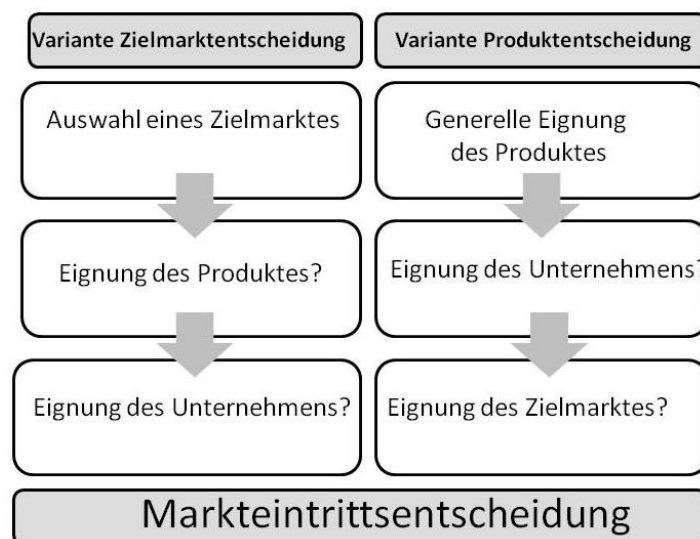 Variante Zielmarktentscheidung
Auswahl eines Zielmarktes
Eignung des Produktes?
Eignung des Unternehmens?
Variante Produktentscheidung
Generelle Eignung
des Produktes
Eignung des Unternehmens?
Eignung des Zielmarktes?
Markteintrittsentscheidung